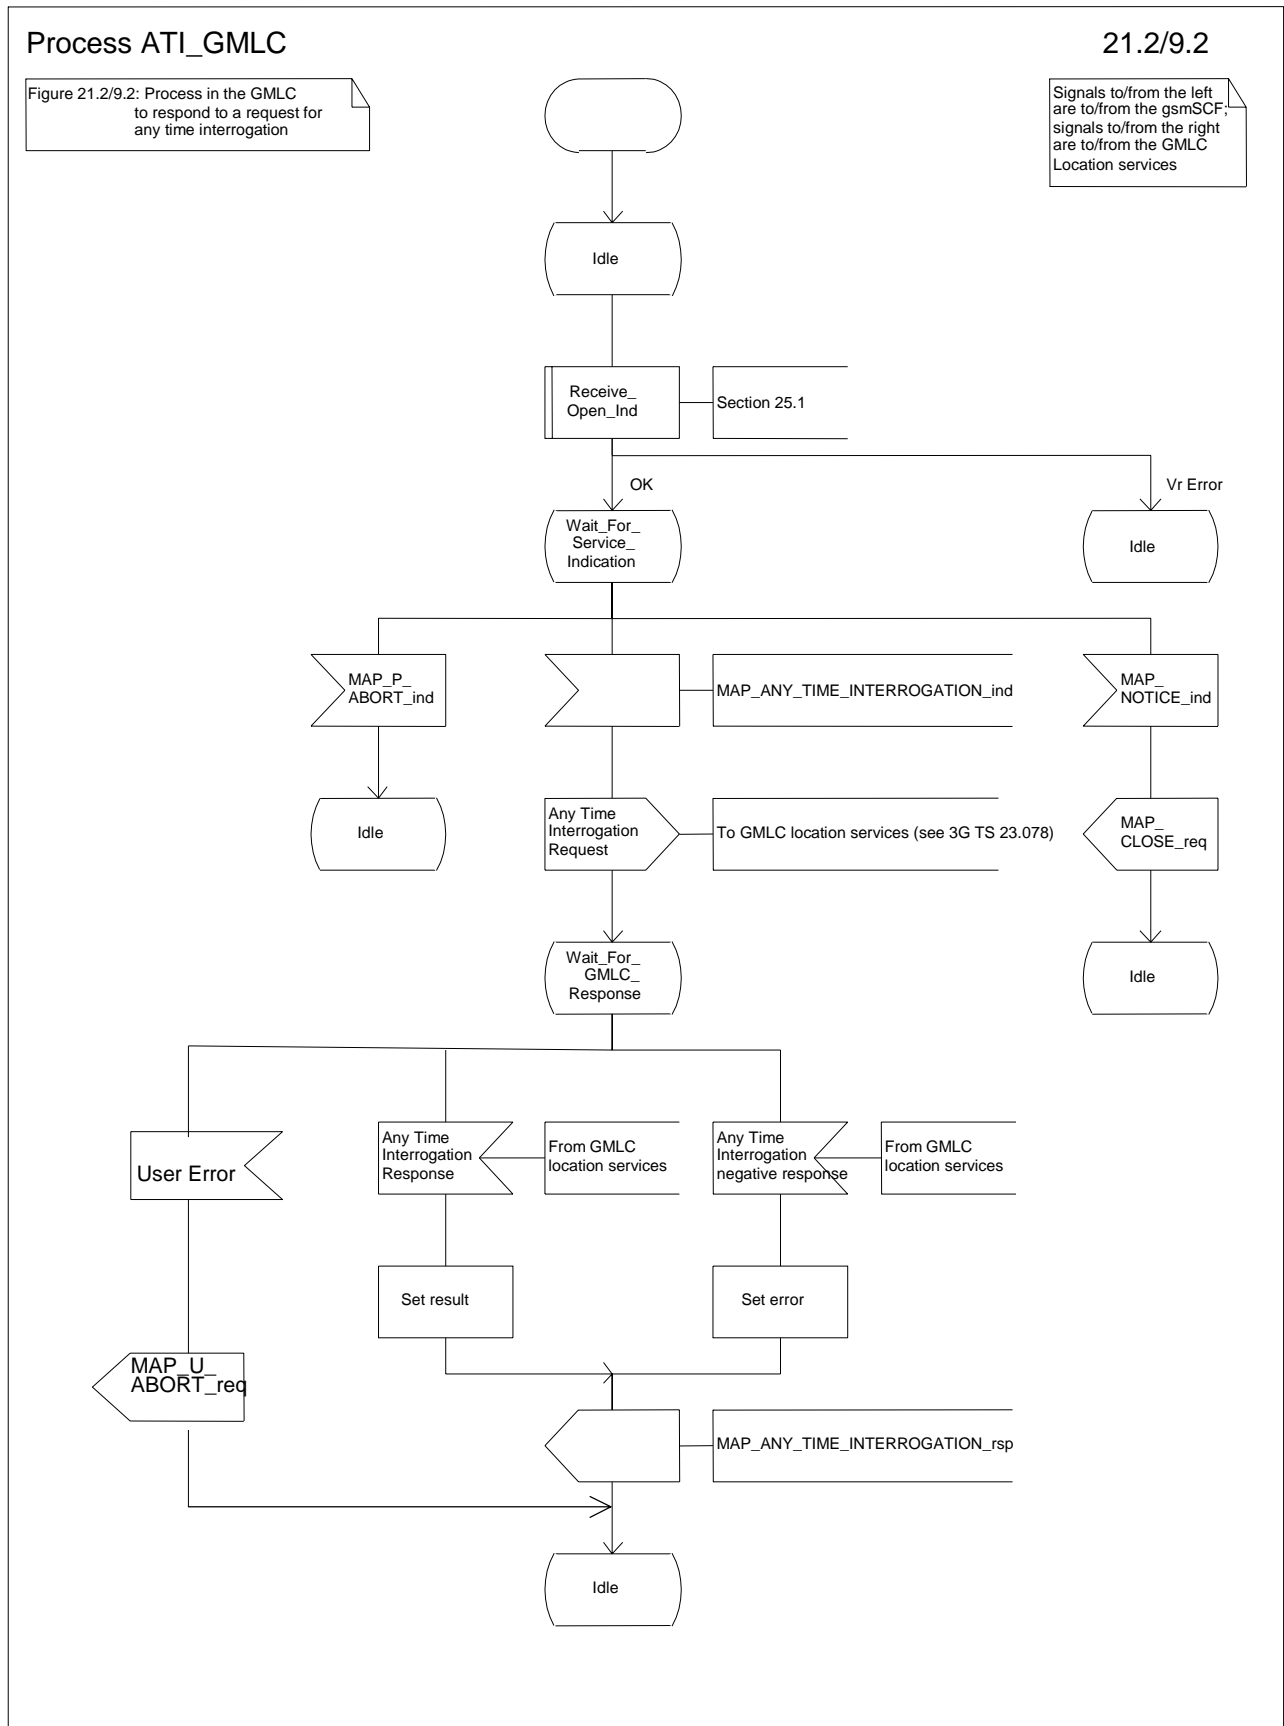 Process ATI_GMLC
21.2/9.2
Figure 21.2/9.2: Process in the GMLC
to respond to a request for
any time interrogation
Signals to/from the left
are to/from the gsmSCF;
signals to/from the right
are to/from the GMLC
Location services
Idle
Receive_
Open_Ind
Section 25.1
OK
Vr Error
Wait_For_
Service_
Indication
Idle
MAP_P_
ABORT_ind
MAP_ANY_TIME_INTERROGATION_ind
MAP_
NOTICE_ind
Idle
Any Time
Interrogation
Request
To GMLC location services (see 3G TS 23.078)
MAP_
CLOSE_req
Wait_For_
GMLC_
Response
Idle
User Error
Any Time
Interrogation
Response
From GMLC
location services
Any Time
Interrogation
negative response
From GMLC
location services
Set result
Set error
MAP_U_
ABORT_req
MAP_ANY_TIME_INTERROGATION_rsp
Idle